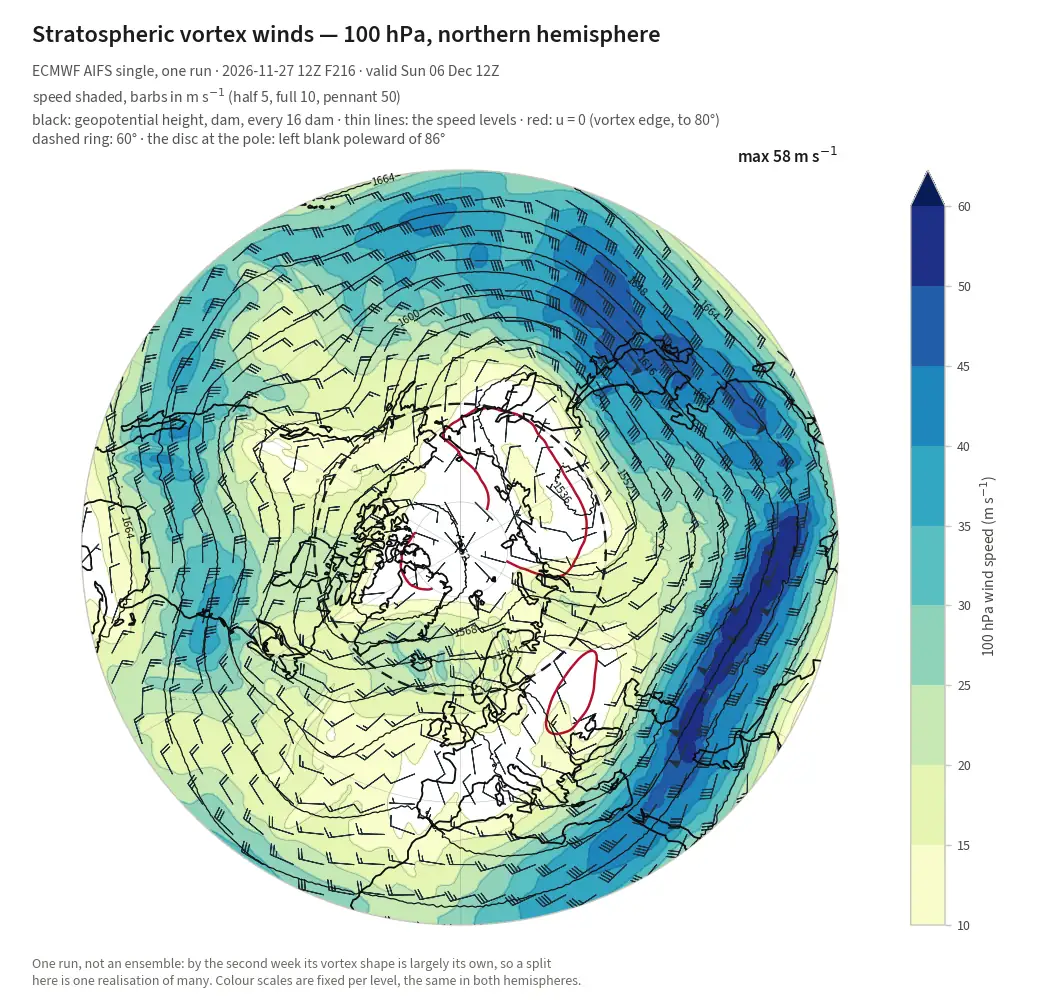 Stratospheric vortex winds — 100 hPa, northern hemisphere
ECMWF AIFS single, one run · 2026-11-27 12Z F216 · valid Sun 06 Dec 12Z
speed shaded, barbs in m s⁻¹ (half 5, full 10, pennant 50)
black: geopotential height, dam, every 16 dam · thin lines: the speed levels · red: u = 0 (vortex edge, to 80°)
dashed ring: 60° · the disc at the pole: left blank poleward of 86°
max 58 m s⁻¹
1664
1664
1600
1616
1536
1552
1664
1568
60
50
45
40
35
30
25
20
15
10
100 hPa wind speed (m s⁻¹)
One run, not an ensemble: by the second week its vortex shape is largely its own, so a split
here is one realisation of many. Colour scales are fixed per level, the same in both hemispheres.